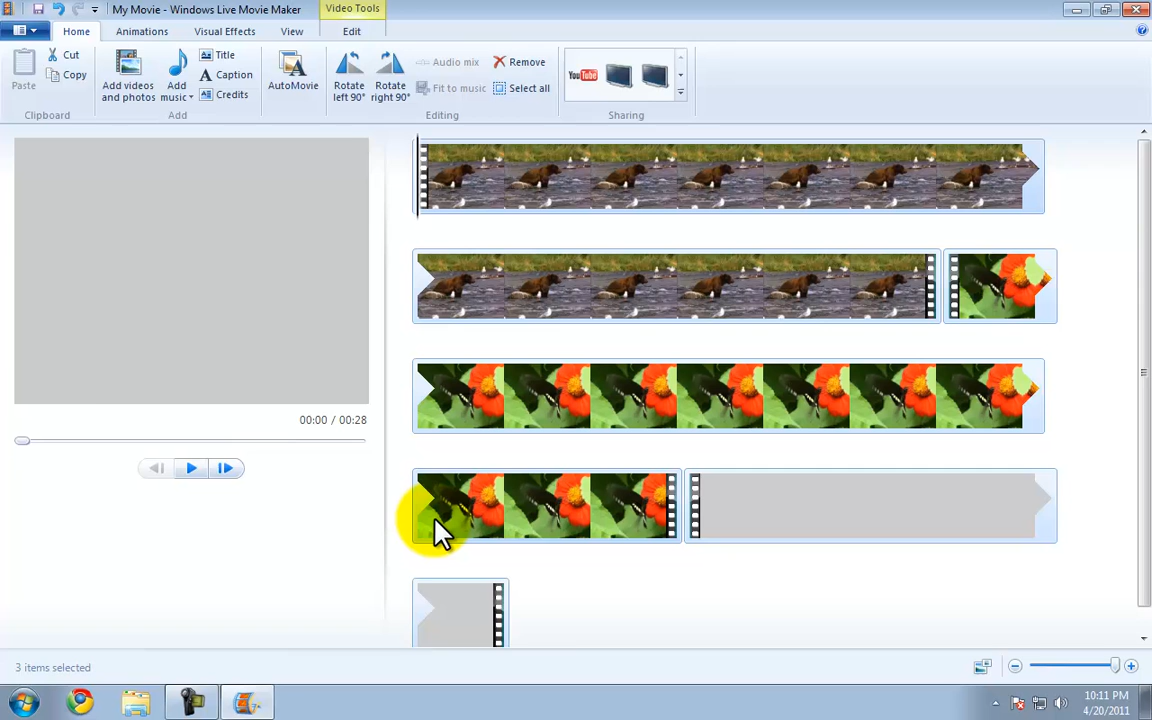 My Movie - Windows Live Movie Maker
Video Tools
Home
Animations
Visual Effects
View
Edit
Paste
Cut
Copy
Clipboard
Add videos
and photos
Add
music
Title
Caption
Credits
Add
AutoMovie
Rotate
left 90°
Rotate
right 90°
Audio mix
Fit to music
Remove
Select all
Editing
YouTube
Sharing
00:00 / 00:28
3 items selected
10:11 PM
4/20/2011